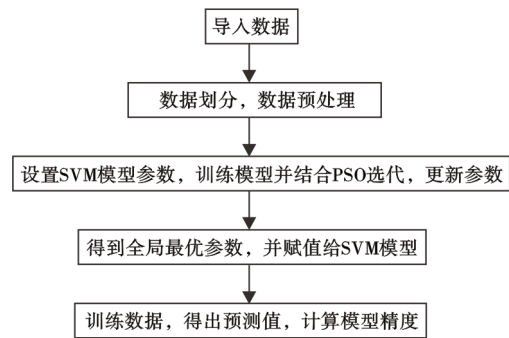 导入数据
数据划分，数据预处理
设置SVM模型参数，训练模型并结合PSO选代，更新参数
得到全局最优参数，并赋值给SVM模型
训练数据，得出预测值，计算模型精度